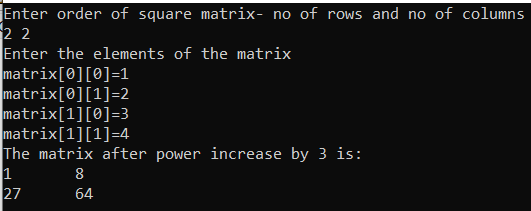 Enter order of square matrix- no of rows and no of columns
2 2
Enter the elements of the matrix
matrix[0][0]=1
matrix[0][1]=2
matrix[1][0]=3
matrix[1][1]=4
The matrix after power increase by 3 is:
1 8
27 64